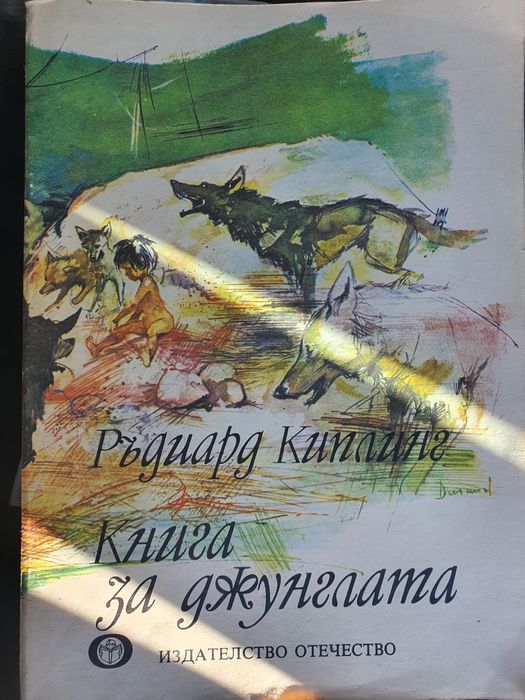 Ръдиард Киплинг
Книга
за джунглата
ИЗДАТЕЛСТВО ОТЕЧЕСТВО